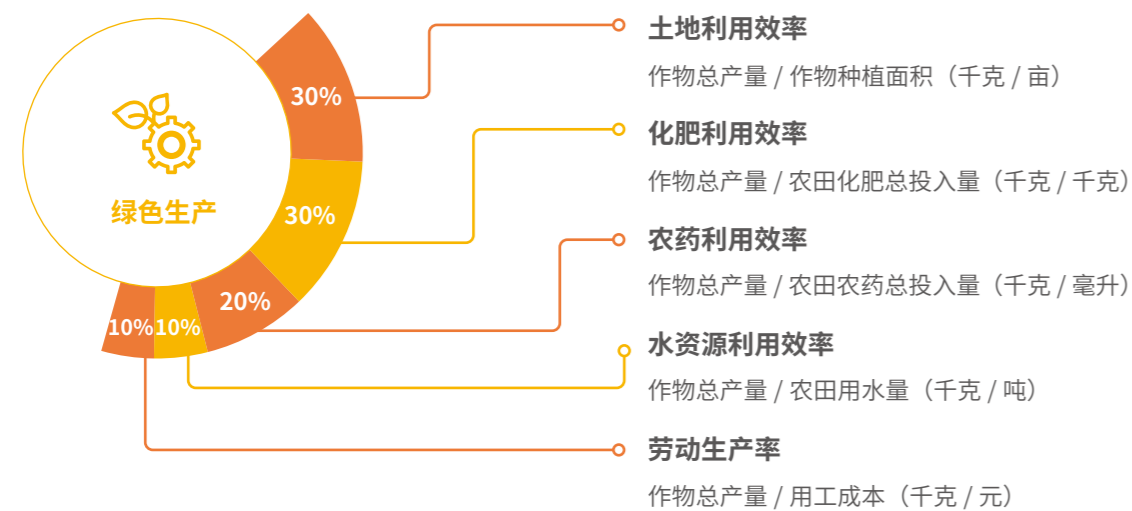 土地利用效率
作物总产量 / 作物种植面积（千克 / 亩）
30%
化肥利用效率
作物总产量 / 农田化肥总投入量（千克 / 千克）
绿色生产
30%
农药利用效率
作物总产量 / 农田农药总投入量（千克 / 毫升）
20%
10%
10%
水资源利用效率
作物总产量 / 农田用水量（千克 / 吨）
劳动生产率
作物总产量 / 用工成本（千克 / 元）